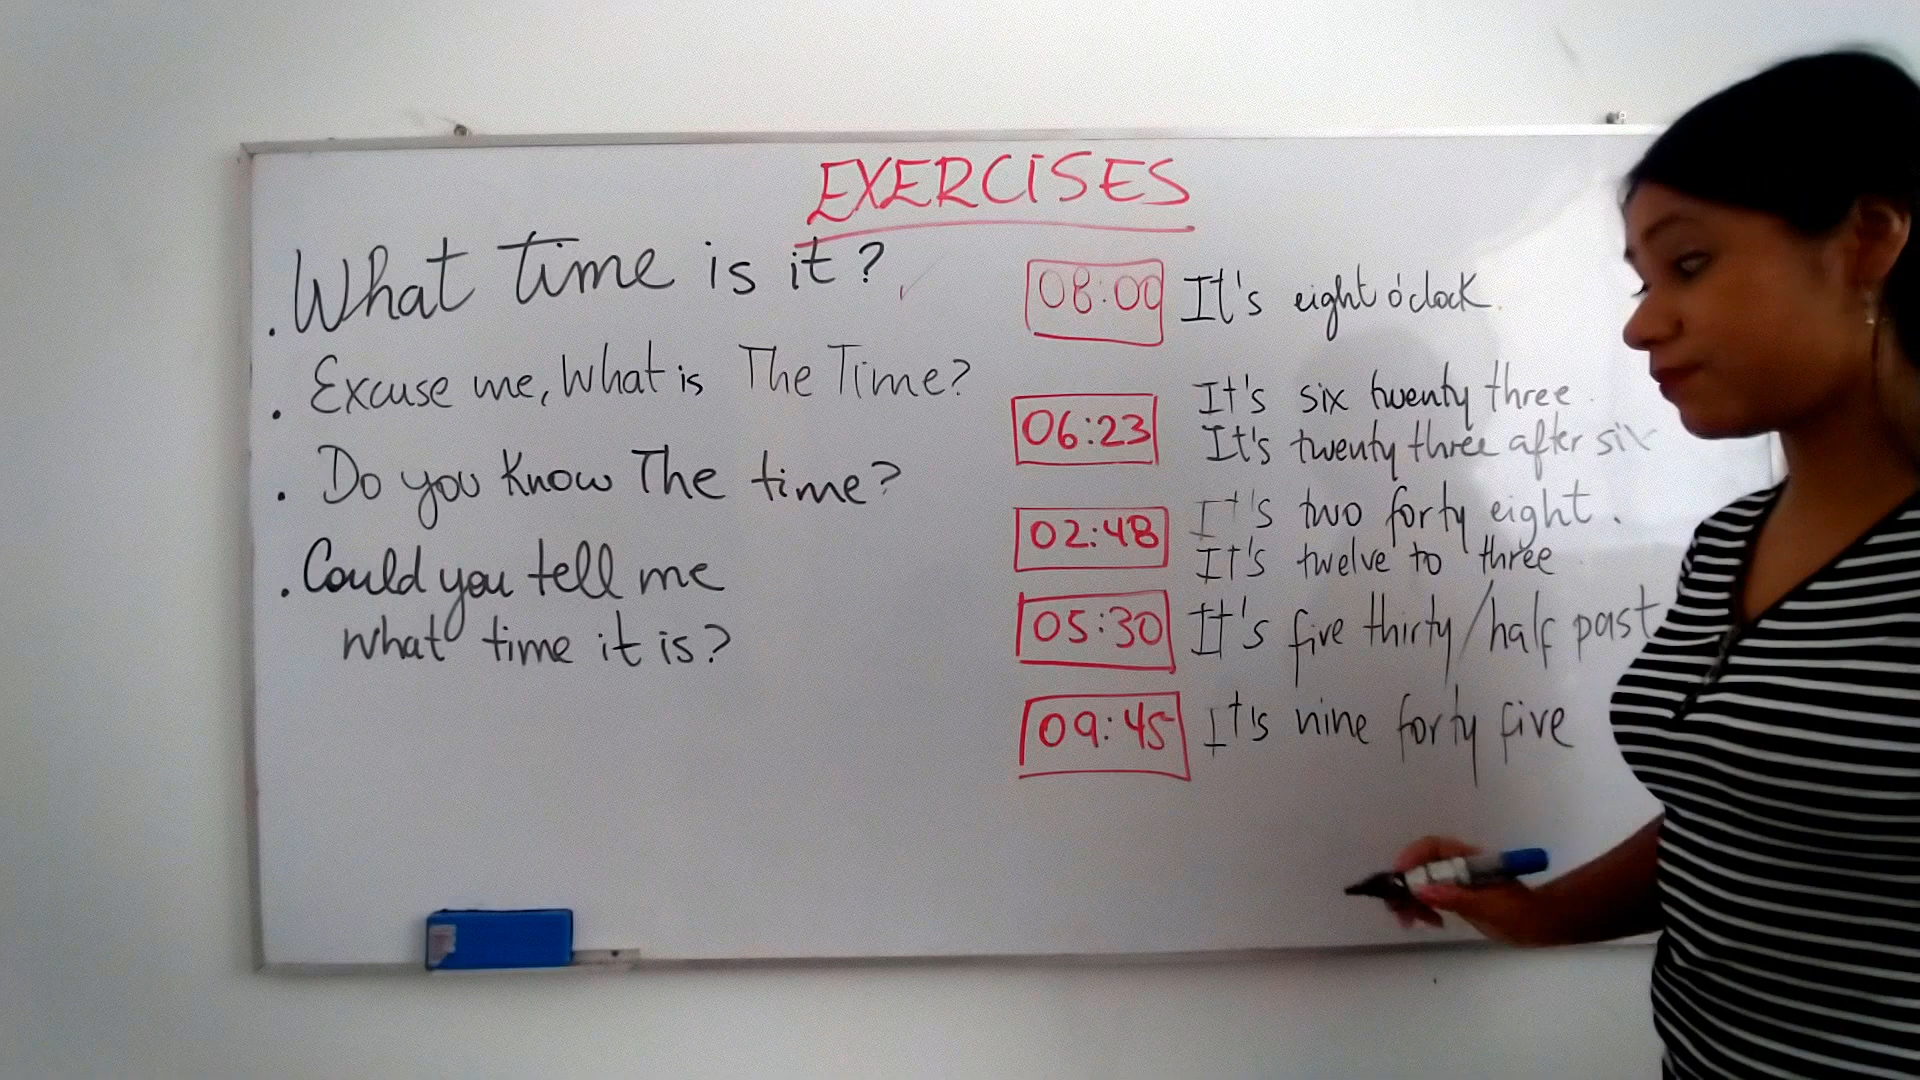 EXERCISES
. What time is it?
. Excuse me, What is The Time?
. Do you know The time?
. Could you tell me
what time it is?
08:00 It's eight o'clock.
06:23 It's six twenty three.
It's twenty three after six
02:48 It's two forty eight.
It's twelve to three
05:30 It's five thirty/half past
09:45 It's nine forty five